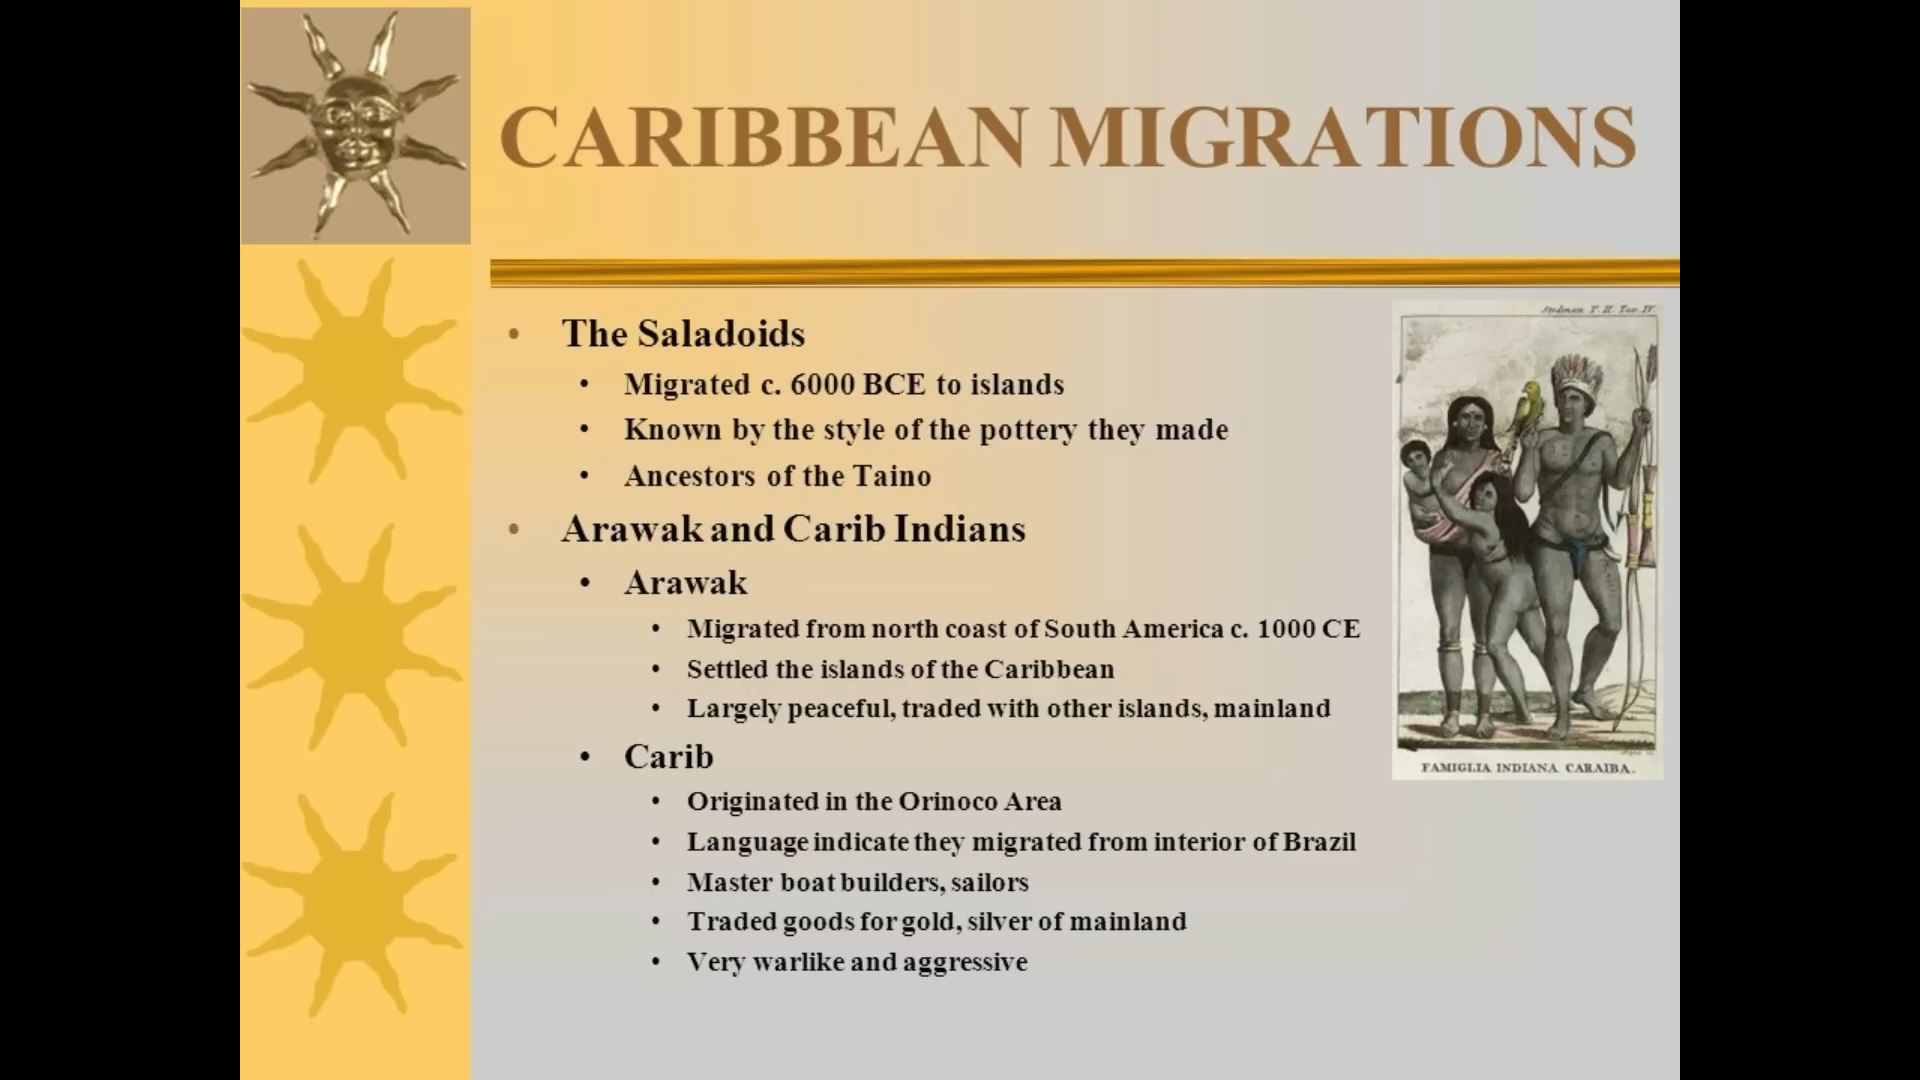 CARIBBEAN MIGRATIONS
• The Saladoids
• Migrated c. 6000 BCE to islands
• Known by the style of the pottery they made
• Ancestors of the Taino
• Arawak and Carib Indians
• Arawak
• Migrated from north coast of South America c. 1000 CE
• Settled the islands of the Caribbean
• Largely peaceful, traded with other islands, mainland
• Carib
• Originated in the Orinoco Area
• Language indicate they migrated from interior of Brazil
• Master boat builders, sailors
• Traded goods for gold, silver of mainland
• Very warlike and aggressive
Stedman T. II. Tav. IV.
FAMIGLIA INDIANA CARAIBA.